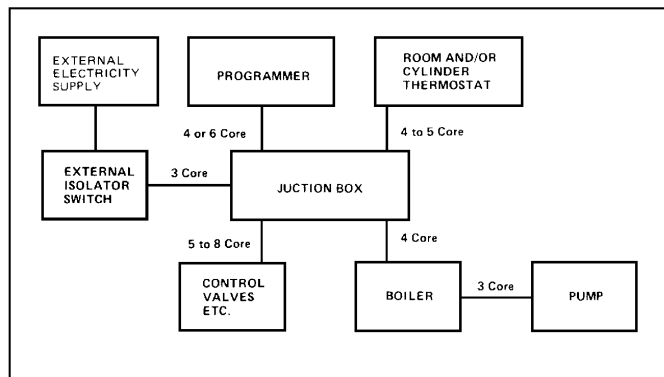 EXTERNAL
ELECTRICITY
SUPPLY
PROGRAMMER
ROOM AND/OR
CYLINDER
THERMOSTAT
4 or 6 Core
4 to 5 Core
EXTERNAL
ISOLATOR
SWITCH
3 Core
JUCTION BOX
5 to 8 Core
4 Core
CONTROL
VALVES
ETC.
BOILER
3 Core
PUMP